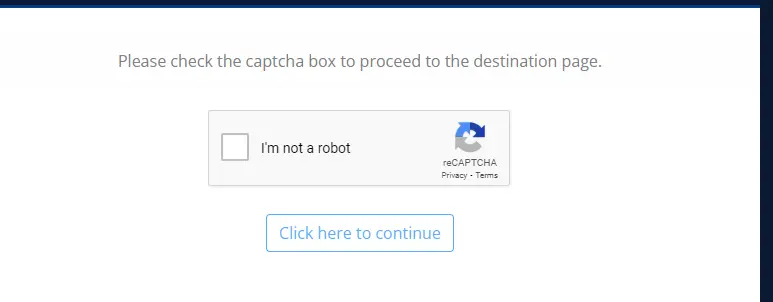 Please check the captcha box to proceed to the destination page.
I'm not a robot
reCAPTCHA
Privacy - Terms
Click here to continue